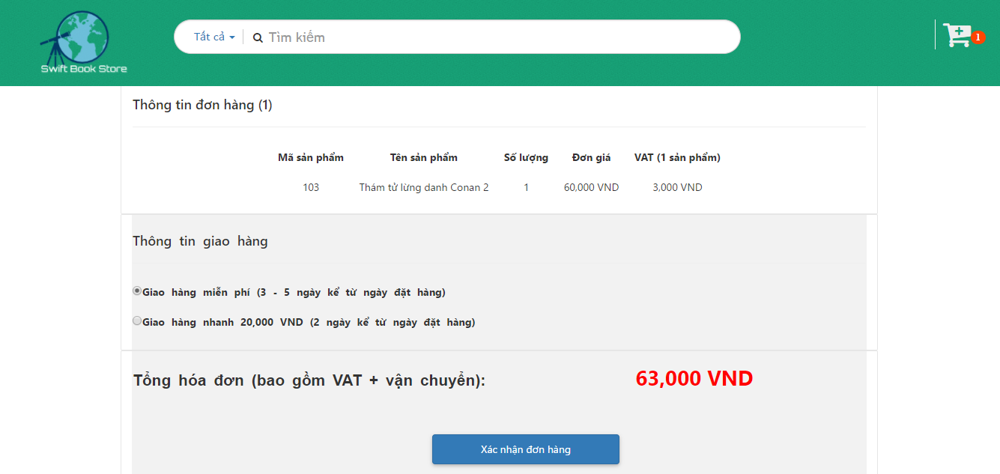 Tất cả Tìm kiếm
1
Swift Book Store
Thông tin đơn hàng (1)
Mã sản phẩm Tên sản phẩm Số lượng Đơn giá VAT (1 sản phẩm)
103 Thám tử lừng danh Conan 2 1 60,000 VND 3,000 VND
Thông tin giao hàng
Giao hàng miễn phí (3 - 5 ngày kể từ ngày đặt hàng)
Giao hàng nhanh 20,000 VND (2 ngày kể từ ngày đặt hàng)
Tổng hóa đơn (bao gồm VAT + vận chuyển): 63,000 VND
Xác nhận đơn hàng